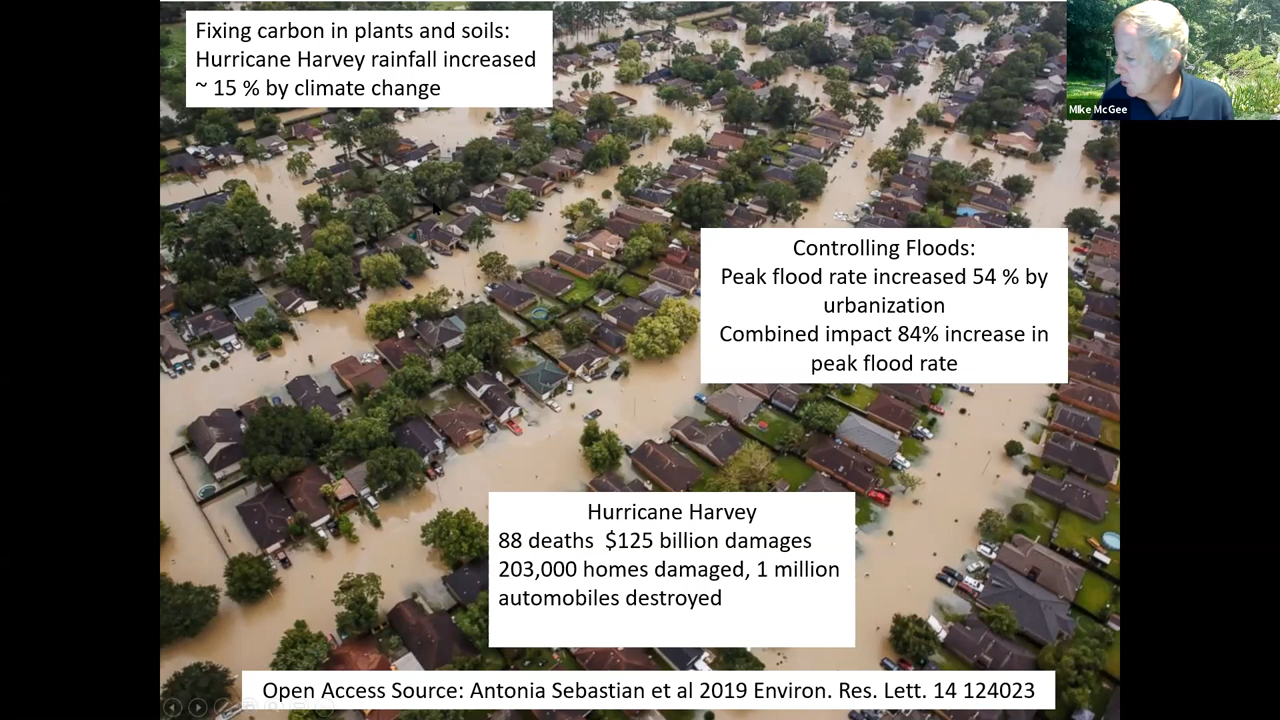 Fixing carbon in plants and soils:
Hurricane Harvey rainfall increased
~ 15 % by climate change
Mike McGee
Controlling Floods:
Peak flood rate increased 54 % by
urbanization
Combined impact 84% increase in
peak flood rate
Hurricane Harvey
88 deaths $125 billion damages
203,000 homes damaged, 1 million
automobiles destroyed
Open Access Source: Antonia Sebastian et al 2019 Environ. Res. Lett. 14 124023